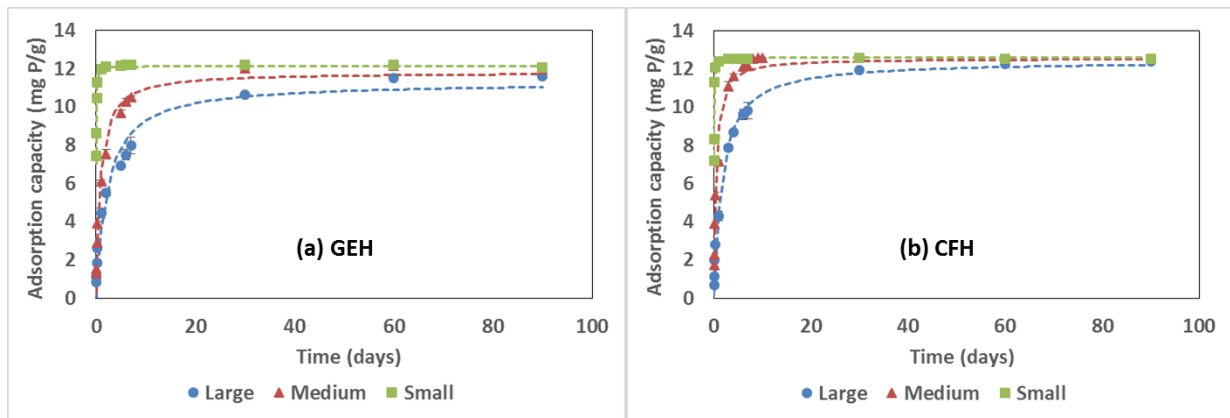 Adsorption capacity (mg P/g)
14
12
10
8
6
4
2
0
(a) GEH
0 20 40 60 80 100
Time (days)
Large Medium Small
Adsorption capacity (mg P/g)
14
12
10
8
6
4
2
0
(b) CFH
0 20 40 60 80 100
Time (days)
Large Medium Small